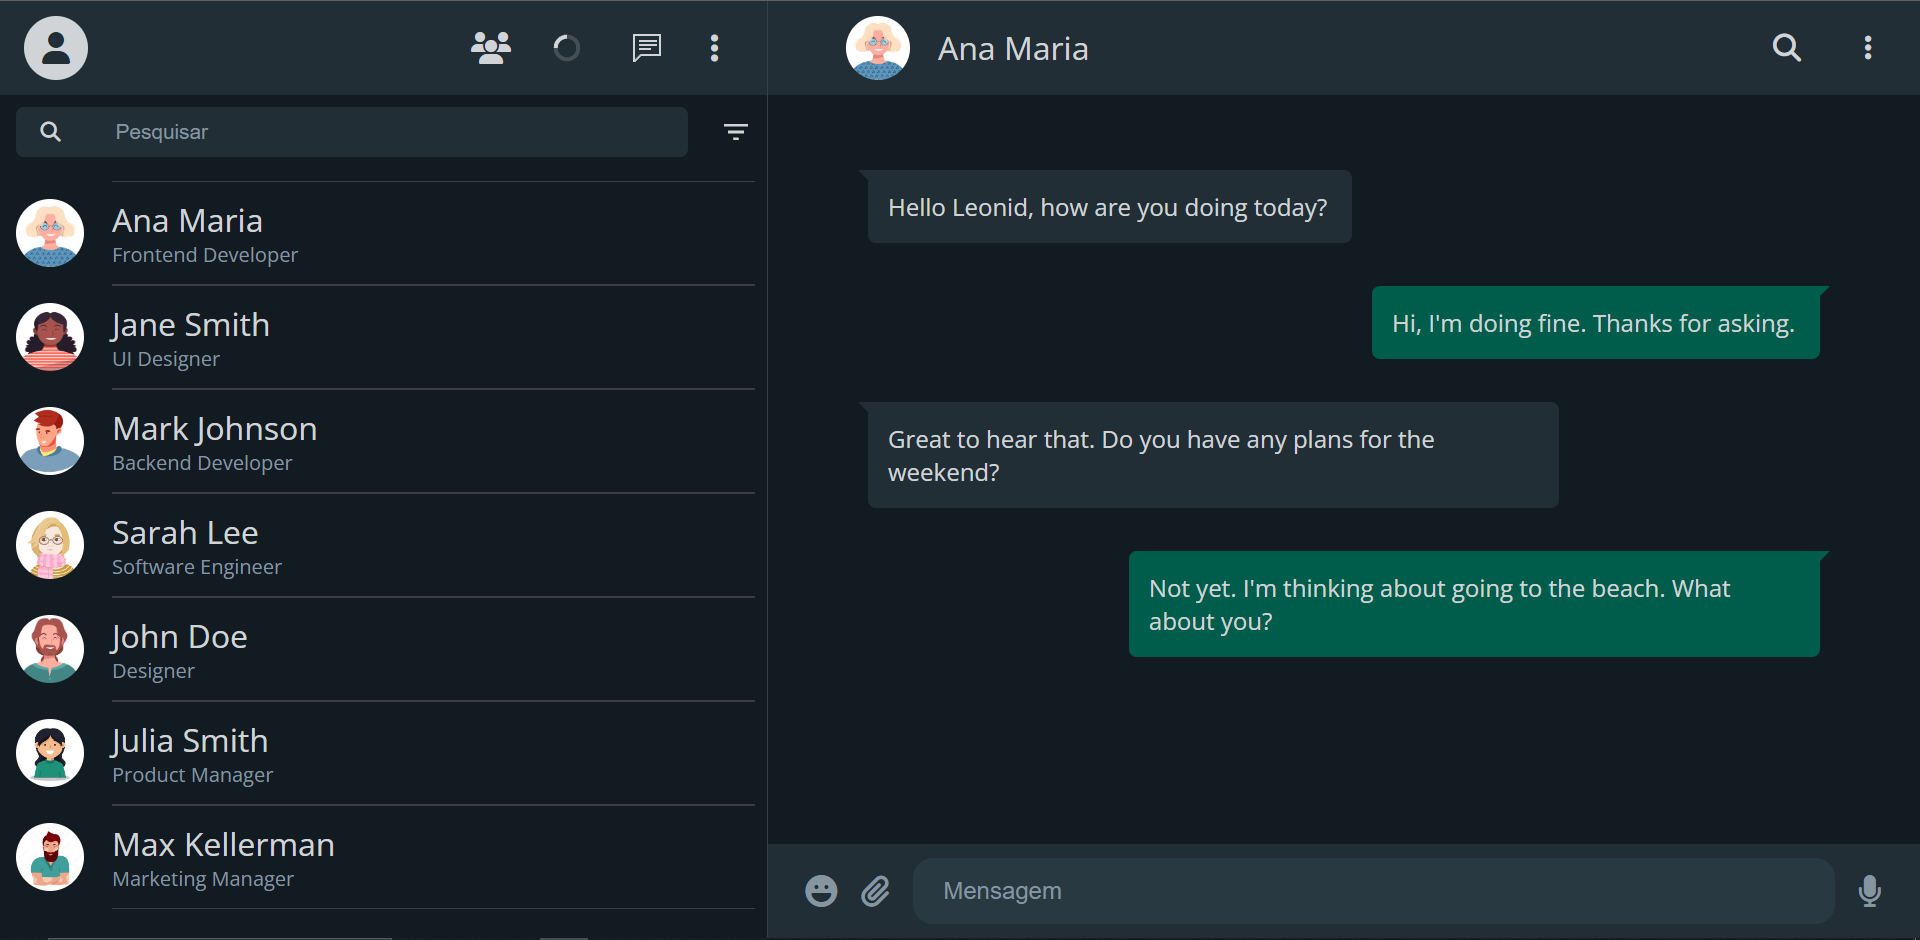 Pesquisar
Ana Maria
Frontend Developer
Jane Smith
UI Designer
Mark Johnson
Backend Developer
Sarah Lee
Software Engineer
John Doe
Designer
Julia Smith
Product Manager
Max Kellerman
Marketing Manager
Ana Maria
Hello Leonid, how are you doing today?
Hi, I'm doing fine. Thanks for asking.
Great to hear that. Do you have any plans for the
weekend?
Not yet. I'm thinking about going to the beach. What
about you?
Mensagem